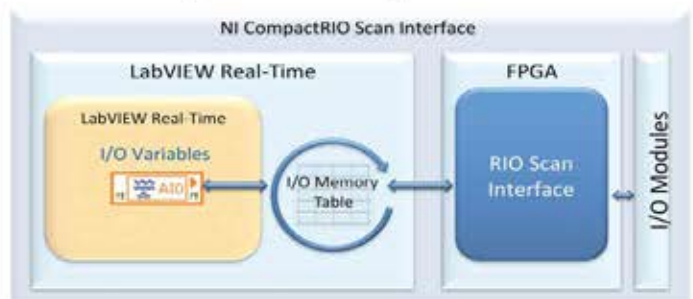 NI CompactRIO Scan Interface
LabVIEW Real-Time
LabVIEW Real-Time
I/O Variables
AI0
I/O Memory
Table
FPGA
RIO Scan
Interface
I/O Modules